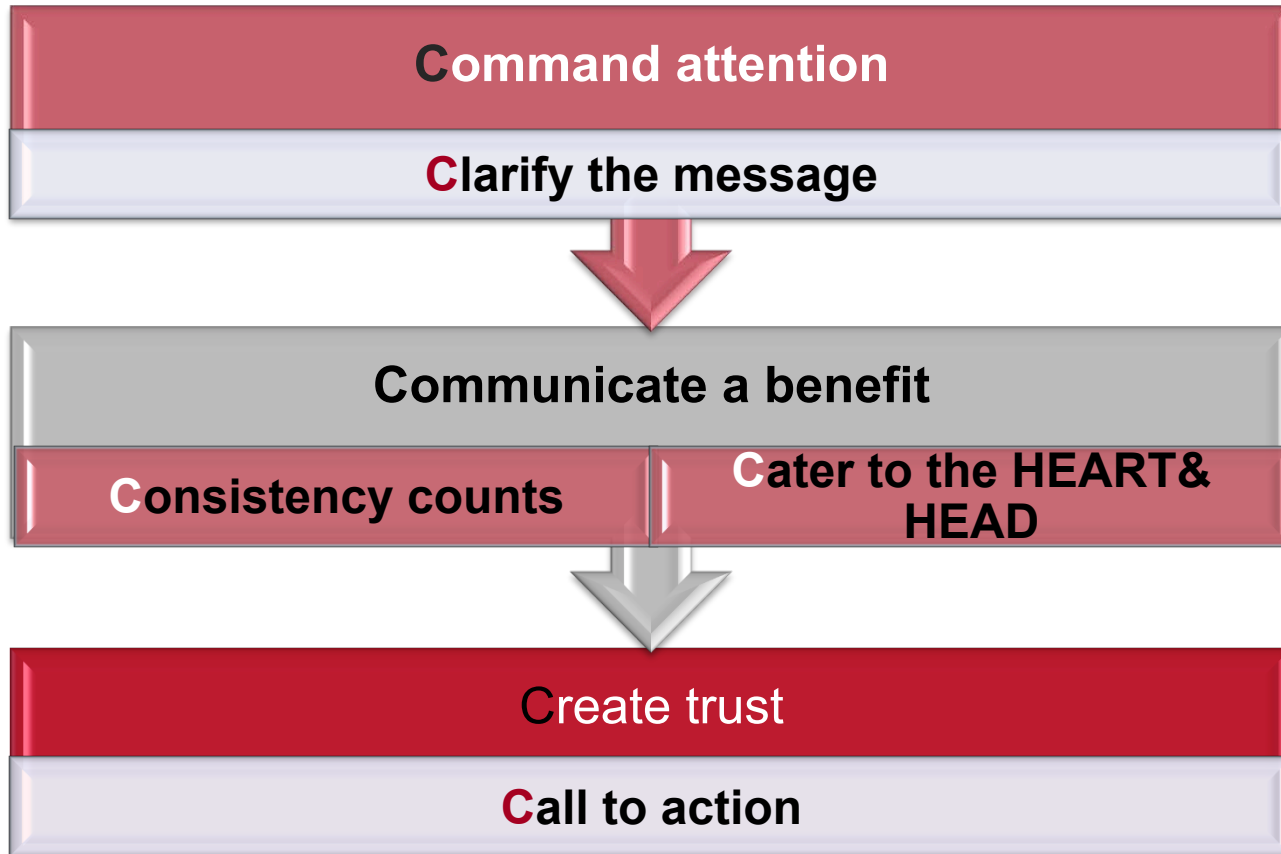 Command attention
Clarify the message
Communicate a benefit
Consistency counts
Cater to the HEART&
HEAD
Create trust
Call to action